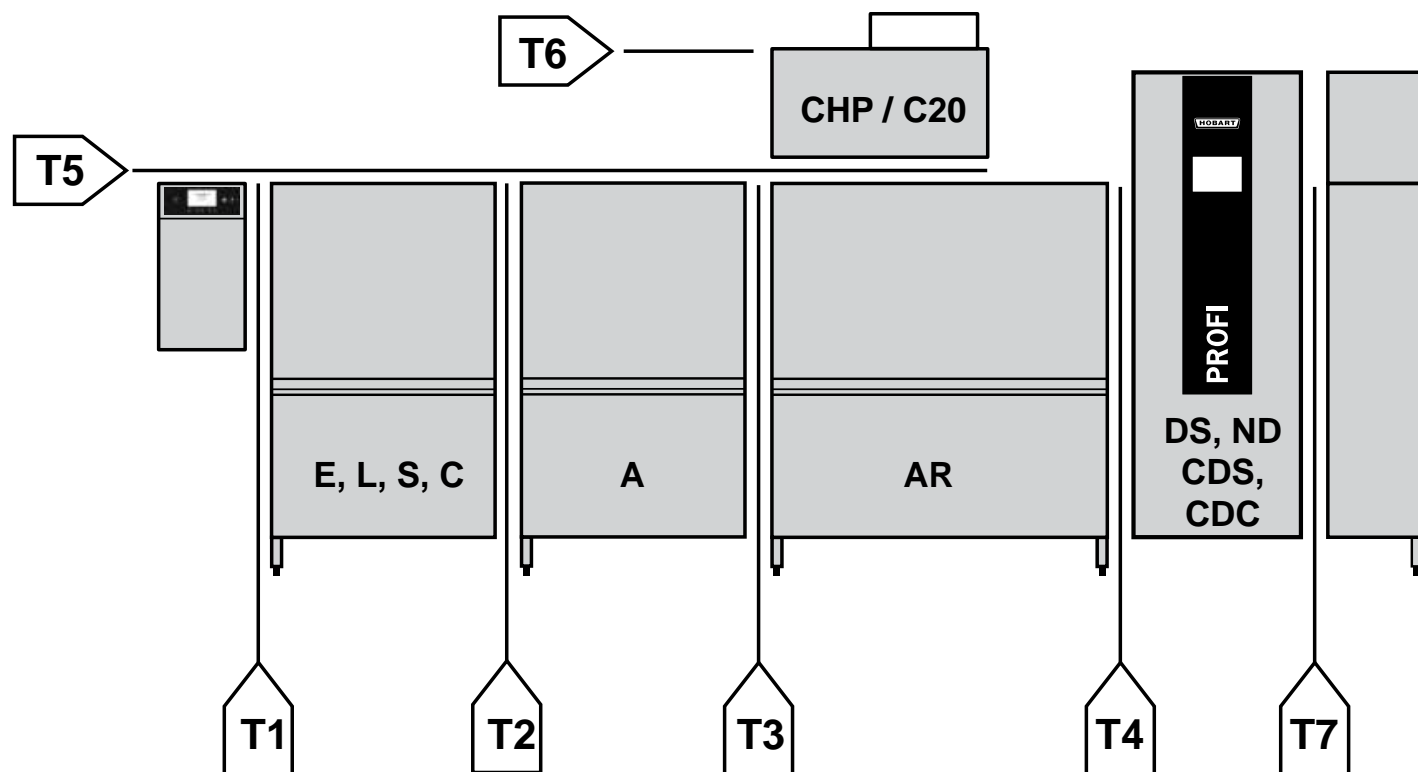 T6
CHP / C20
HOBART
T5
PROFI
E, L, S, C
A
AR
DS, ND
CDS,
CDC
T1
T2
T3
T4
T7